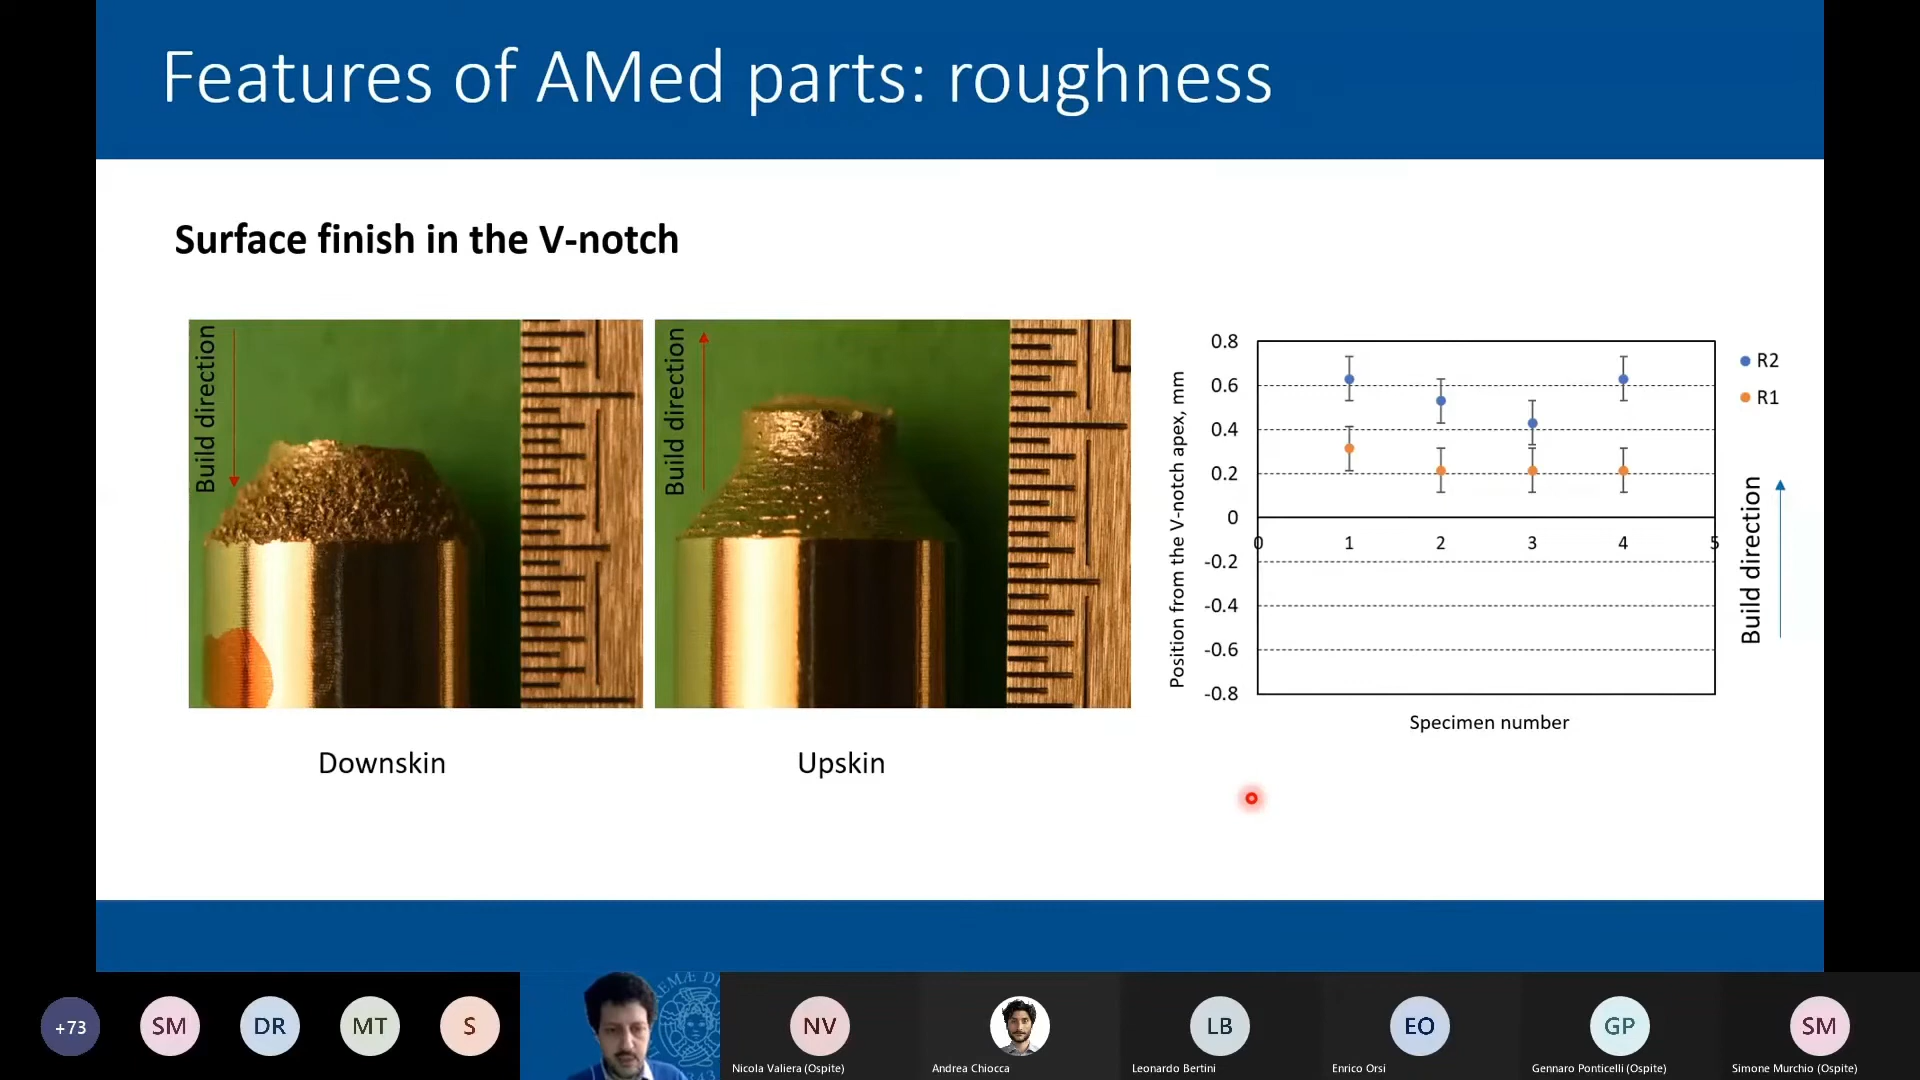 Features of AMed parts: roughness
Surface finish in the V-notch
Build direction
Build direction
Downskin
Upskin
Position from the V-notch apex, mm
0.8
0.6
0.4
0.2
0
-0.2
-0.4
-0.6
-0.8
0 1 2 3 4 5
Specimen number
R2
R1
Build direction
+73
SM
DR
MT
S
NV
Nicola Valiera (Ospite)
Andrea Chiocca
LB
Leonardo Bertini
EO
Enrico Orsi
GP
Gennaro Ponticelli (Ospite)
SM
Simone Murchio (Ospite)